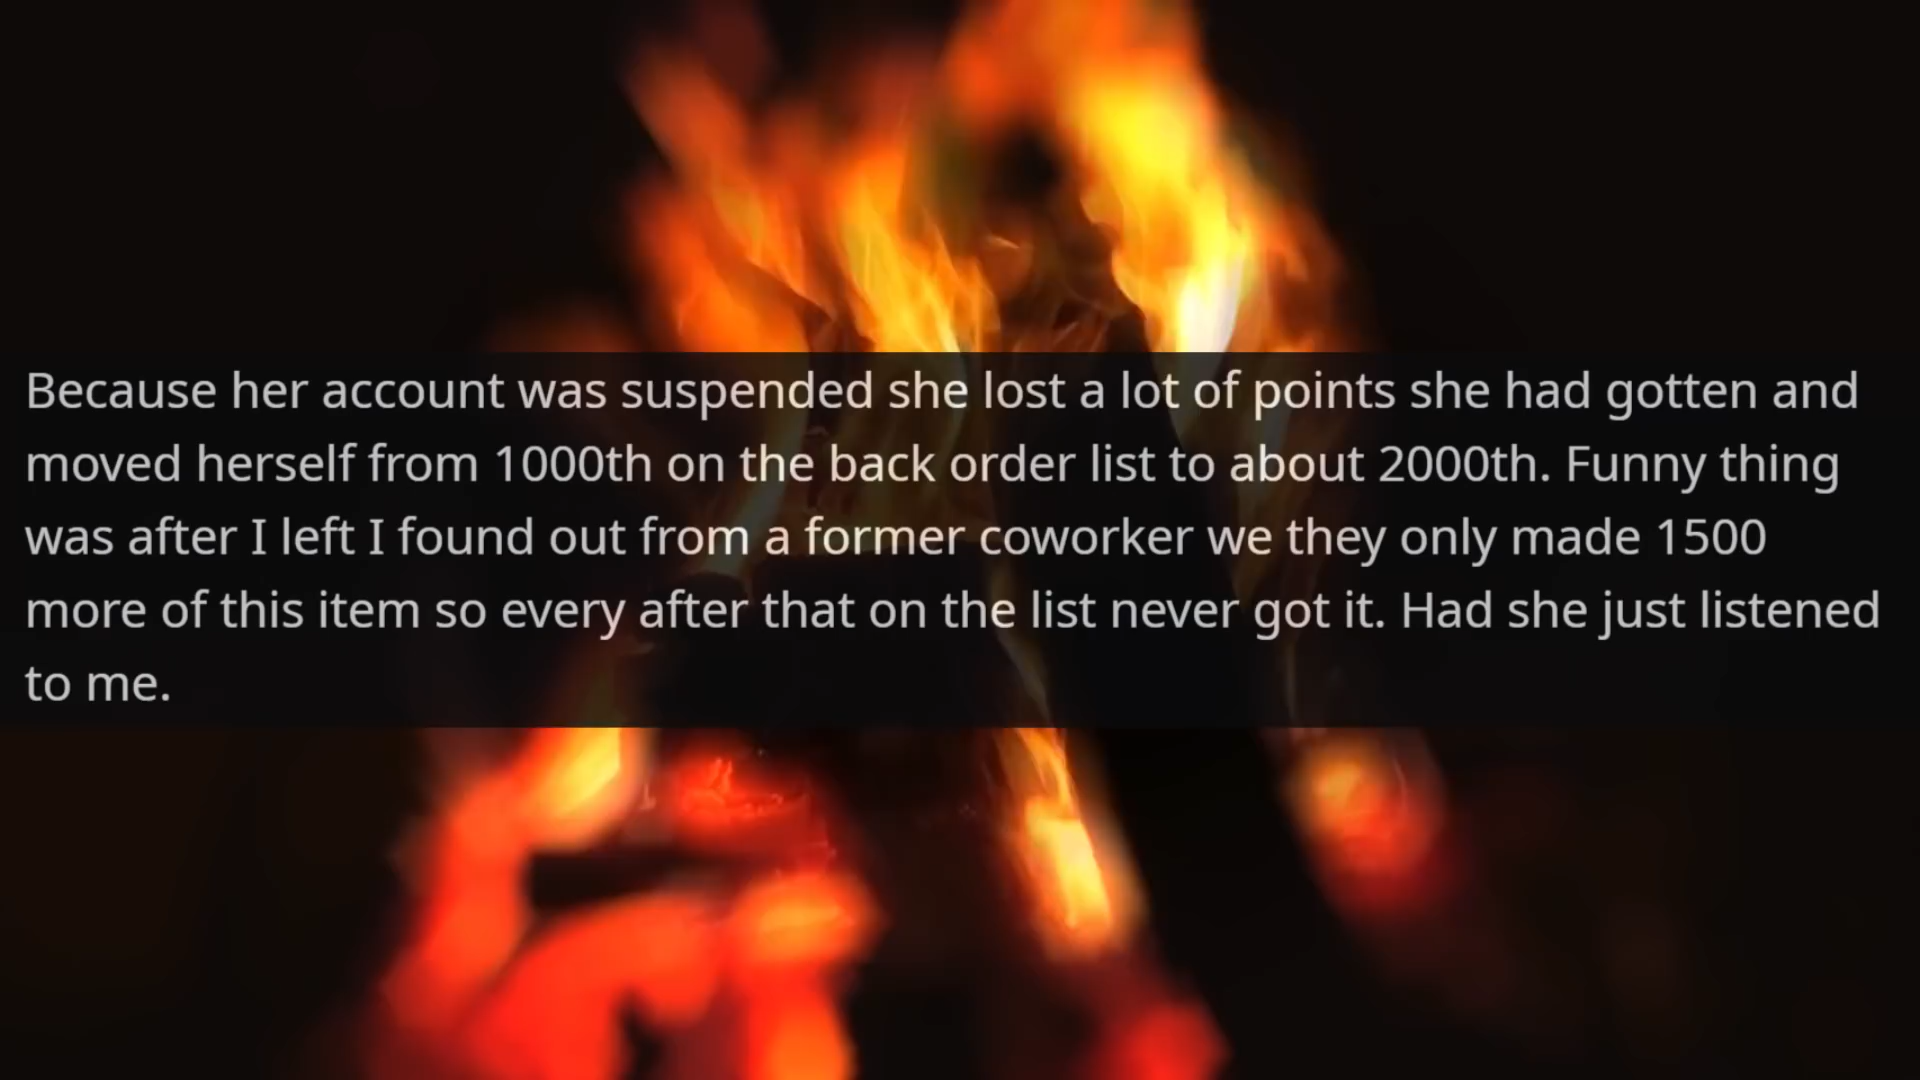 Because her account was suspended she lost a lot of points she had gotten and
moved herself from 1000th on the back order list to about 2000th. Funny thing
was after I left I found out from a former coworker we they only made 1500
more of this item so every after that on the list never got it. Had she just listened
to me.